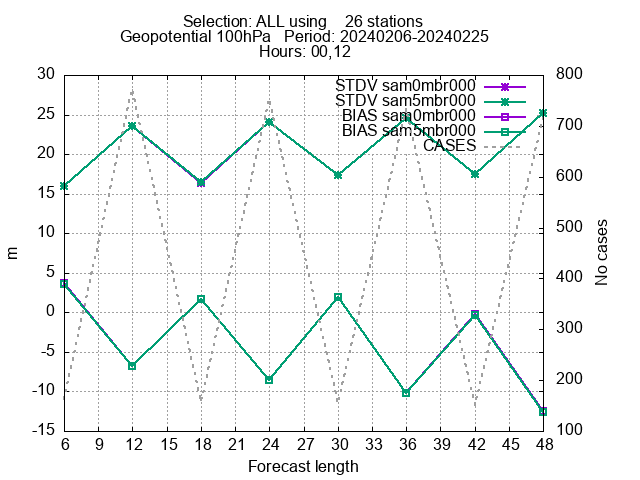 Selection: ALL using    26 stations
Geopotential 100hPa   Period: 20240206-20240225
Hours: 00,12
30 800
STDV sam0mbr000
25 STDV sam5mbr000
BIAS sam0mbr000 700
BIAS sam5mbr000
20 CASES
600
15
10 500
m 5 400 No cases
0
300
-5
200
-10
-15 100
6 9 12 15 18 21 24 27 30 33 36 39 42 45 48
Forecast length